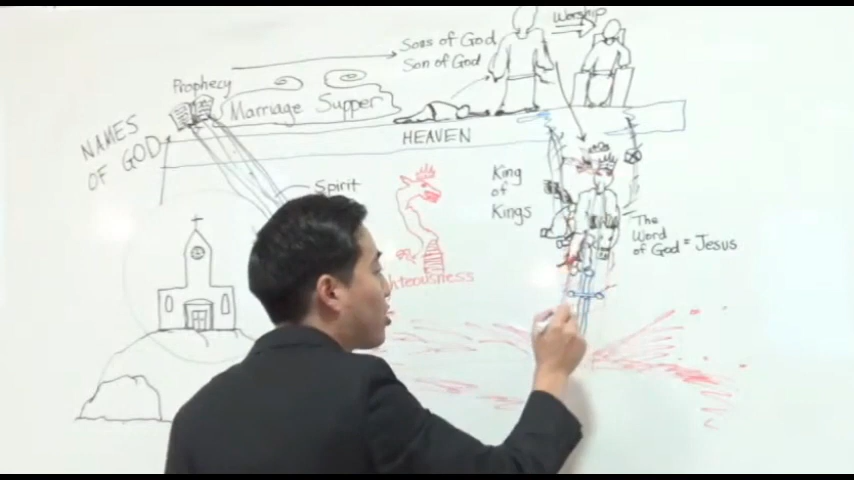 Worship
Sons of God
Son of God
Prophecy
Marriage Supper
NAMES
OF GOD
HEAVEN
Spirit
King
of
Kings
The
Word
of God = Jesus
hteousness